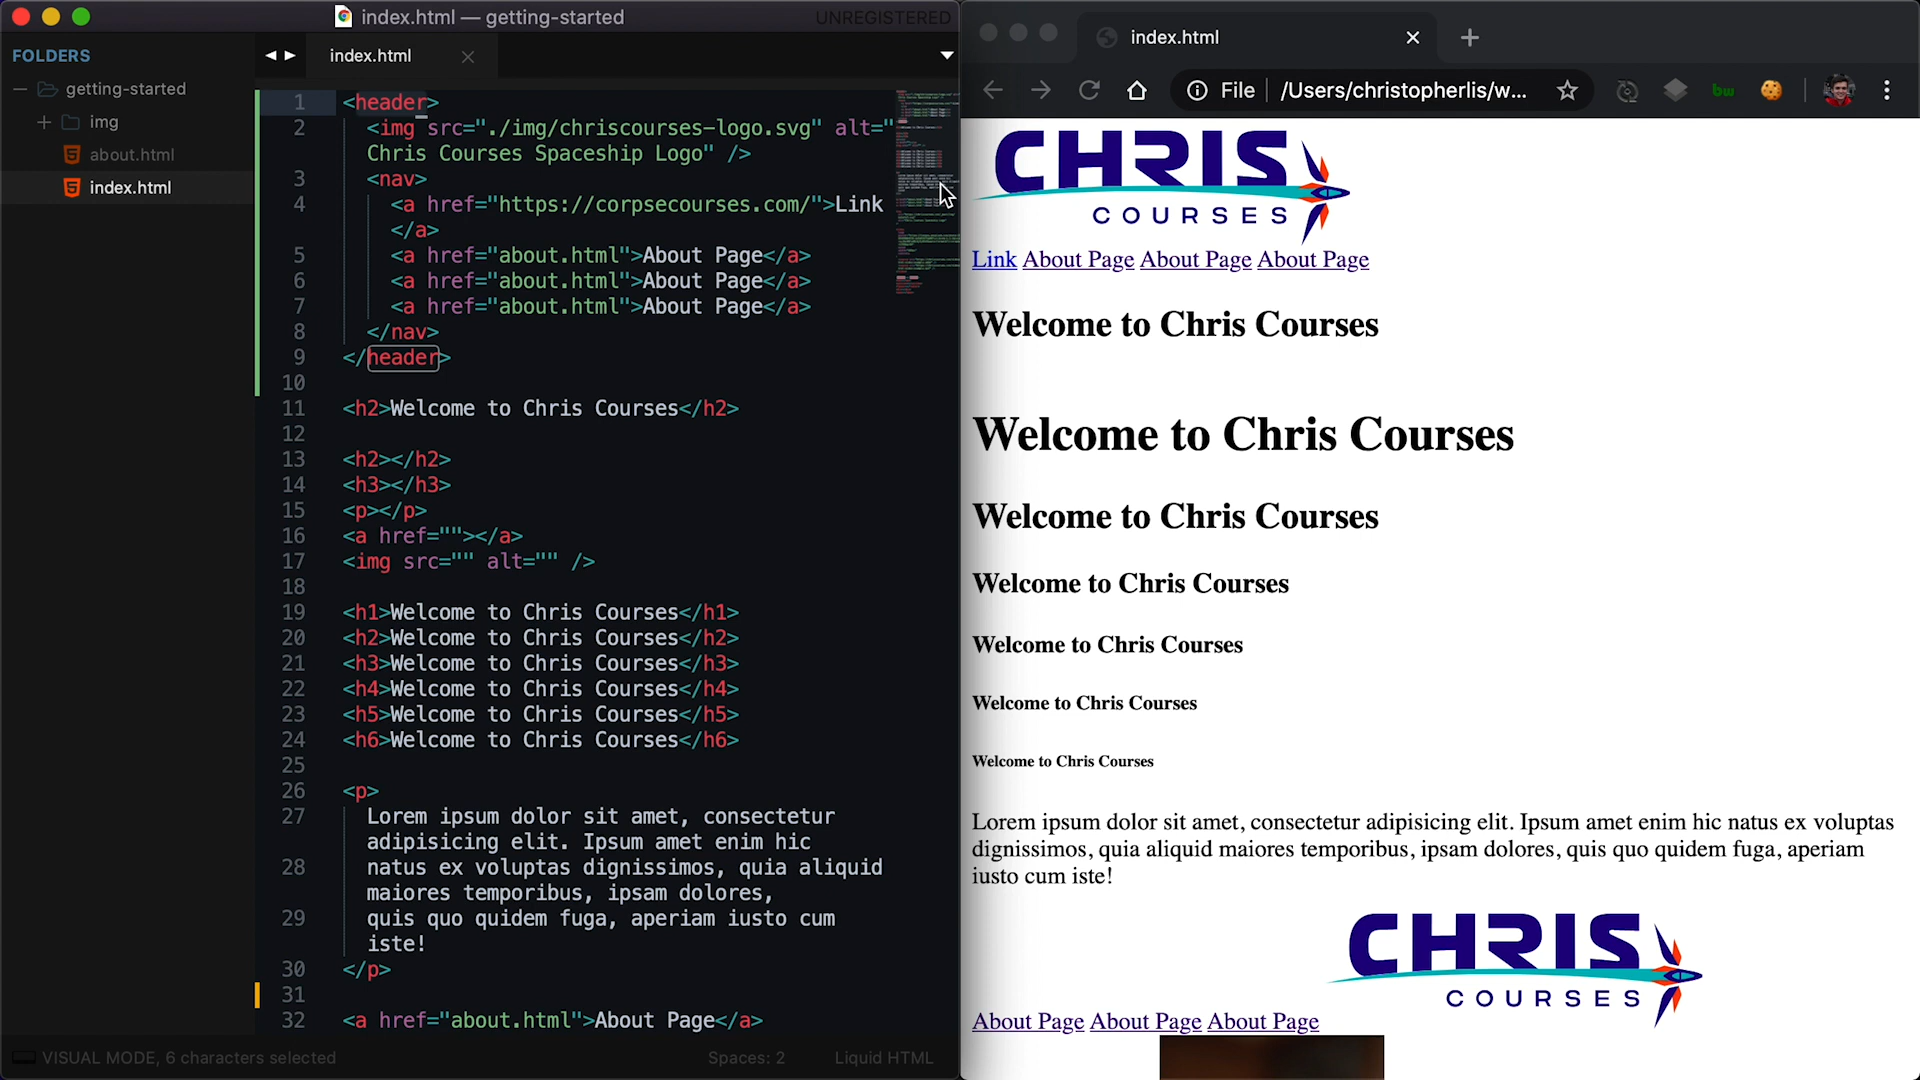 index.html — getting-started
UNREGISTERED
FOLDERS
getting-started
img
about.html
index.html
index.html
1 <header>
2 <img src="./img/chriscourses-logo.svg" alt="
Chris Courses Spaceship Logo" />
3 <nav>
4 <a href="https://corpsecourses.com/">Link
</a>
5 <a href="about.html">About Page</a>
6 <a href="about.html">About Page</a>
7 <a href="about.html">About Page</a>
8 </nav>
9 </header>
10
11 <h2>Welcome to Chris Courses</h2>
12
13 <h2></h2>
14 <h3></h3>
15 <p></p>
16 <a href=""></a>
17 <img src="" alt="" />
18
19 <h1>Welcome to Chris Courses</h1>
20 <h2>Welcome to Chris Courses</h2>
21 <h3>Welcome to Chris Courses</h3>
22 <h4>Welcome to Chris Courses</h4>
23 <h5>Welcome to Chris Courses</h5>
24 <h6>Welcome to Chris Courses</h6>
25
26 <p>
27 Lorem ipsum dolor sit amet, consectetur
adipisicing elit. Ipsum amet enim hic
28 natus ex voluptas dignissimos, quia aliquid
maiores temporibus, ipsam dolores,
29 quis quo quidem fuga, aperiam iusto cum
iste!
30 </p>
31
32 <a href="about.html">About Page</a>
VISUAL MODE, 6 characters selected
Spaces: 2
Liquid HTML
index.html
File /Users/christopherlis/w...
bw
CHRIS
COURSES
Link About Page About Page About Page
Welcome to Chris Courses
Welcome to Chris Courses
Welcome to Chris Courses
Welcome to Chris Courses
Welcome to Chris Courses
Welcome to Chris Courses
Welcome to Chris Courses
Lorem ipsum dolor sit amet, consectetur adipisicing elit. Ipsum amet enim hic natus ex voluptas
dignissimos, quia aliquid maiores temporibus, ipsam dolores, quis quo quidem fuga, aperiam
iusto cum iste!
CHRIS
COURSES
About Page About Page About Page